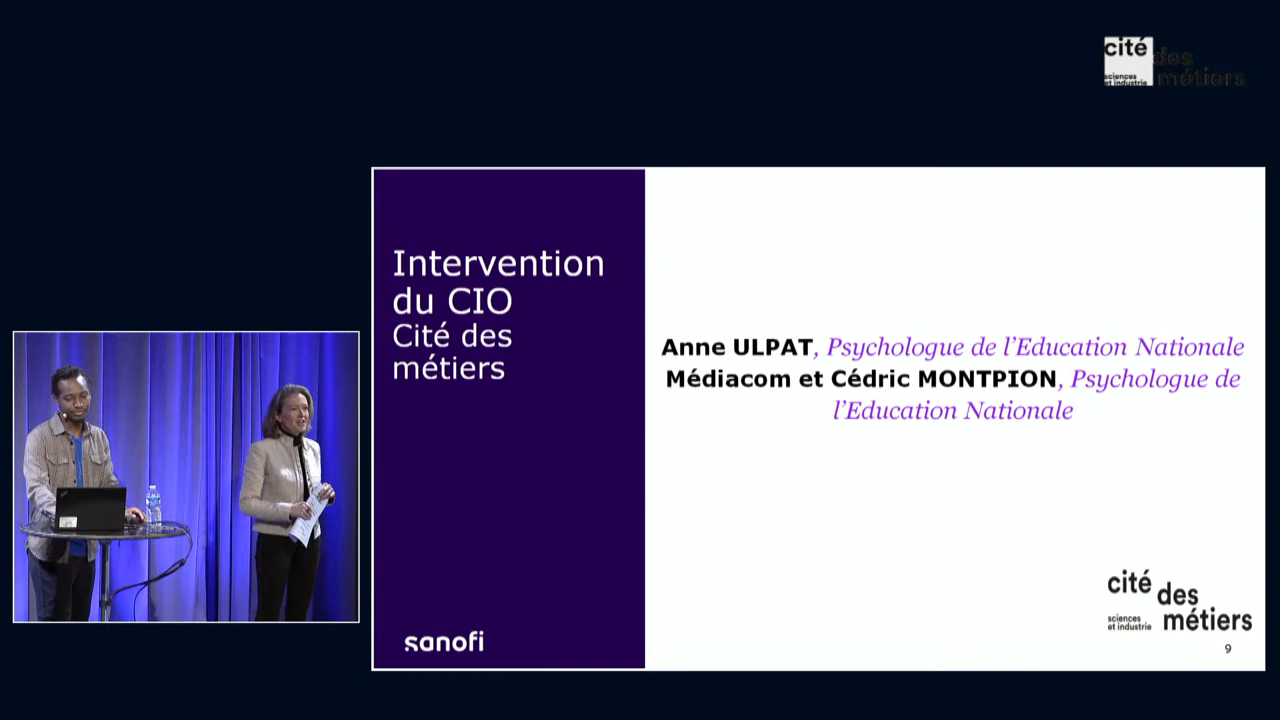 cité
des
sciences
et industrie
métiers
Intervention
du CIO
Cité des
métiers
Anne ULPAT, Psychologue de l’Education Nationale
Médiacom et Cédric MONTPION, Psychologue de
l’Education Nationale
sanofi
cité
des
sciences
et industrie
métiers
9